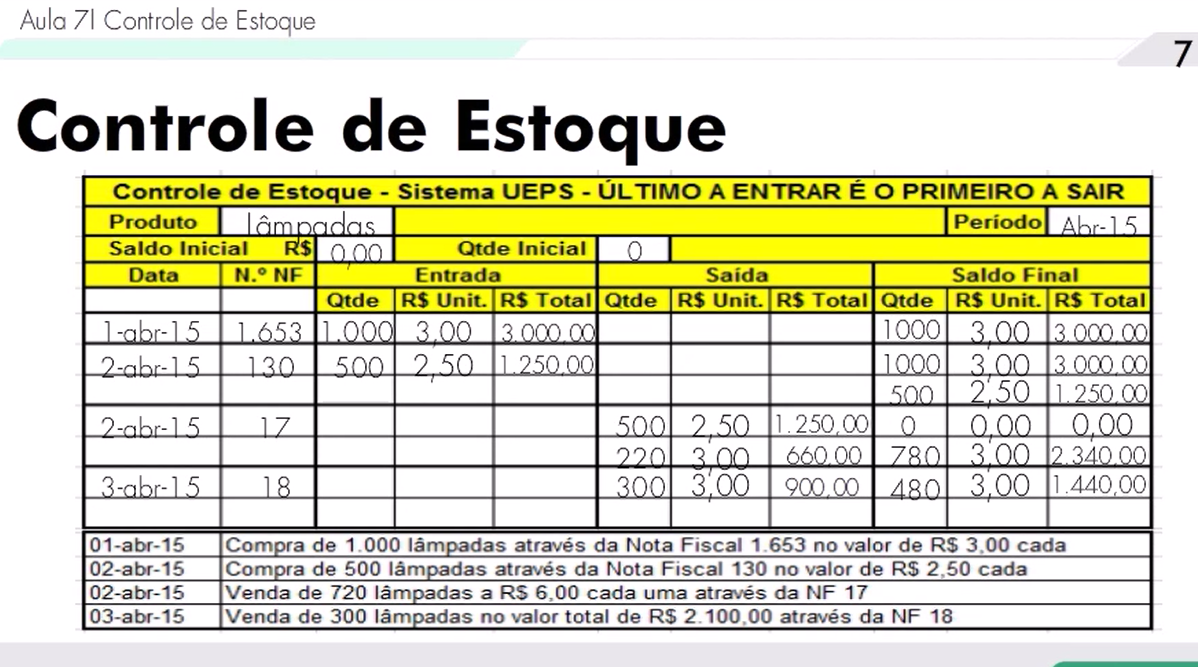 Aula 71 Controle de Estoque
7
Controle de Estoque
Controle de Estoque - Sistema UEPS - ÚLTIMO A ENTRAR É O PRIMEIRO A SAIR
Produto lâmpadas Período Abr-15
Saldo Inicial R$ 0,00 Qtde Inicial 0
Data N.º NF Entrada Saída Saldo Final
Qtde R$ Unit. R$ Total Qtde R$ Unit. R$ Total Qtde R$ Unit. R$ Total
1-abr-15 1.653 1.000 3,00 3.000,00 1000 3,00 3.000,00
2-abr-15 130 500 2,50 1.250,00 1000 3,00 3.000,00
500 2,50 1.250,00
2-abr-15 17 500 2,50 1.250,00 0 0,00 0,00
220 3,00 660,00 780 3,00 2.340,00
3-abr-15 18 300 3,00 900,00 480 3,00 1.440,00
01-abr-15 Compra de 1.000 lâmpadas através da Nota Fiscal 1.653 no valor de R$ 3,00 cada
02-abr-15 Compra de 500 lâmpadas através da Nota Fiscal 130 no valor de R$ 2,50 cada
02-abr-15 Venda de 720 lâmpadas a R$ 6,00 cada uma através da NF 17
03-abr-15 Venda de 300 lâmpadas no valor total de R$ 2.100,00 através da NF 18